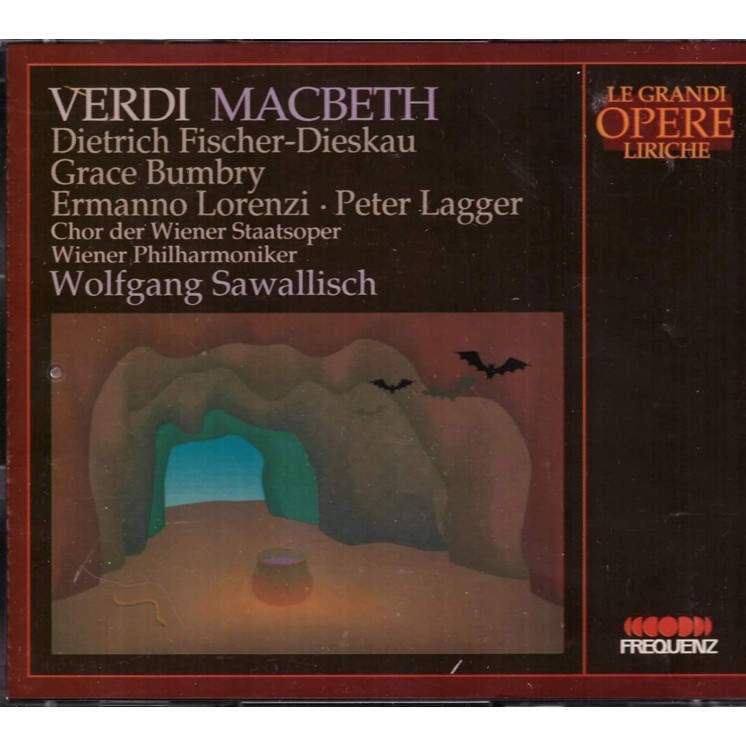 VERDI MACBETH
Dietrich Fischer-Dieskau
Grace Bumbry
Ermanno Lorenzi · Peter Lagger
Chor der Wiener Staatsoper
Wiener Philharmoniker
Wolfgang Sawallisch
LE GRANDI
OPERE
LIRICHE
FREQUENZ